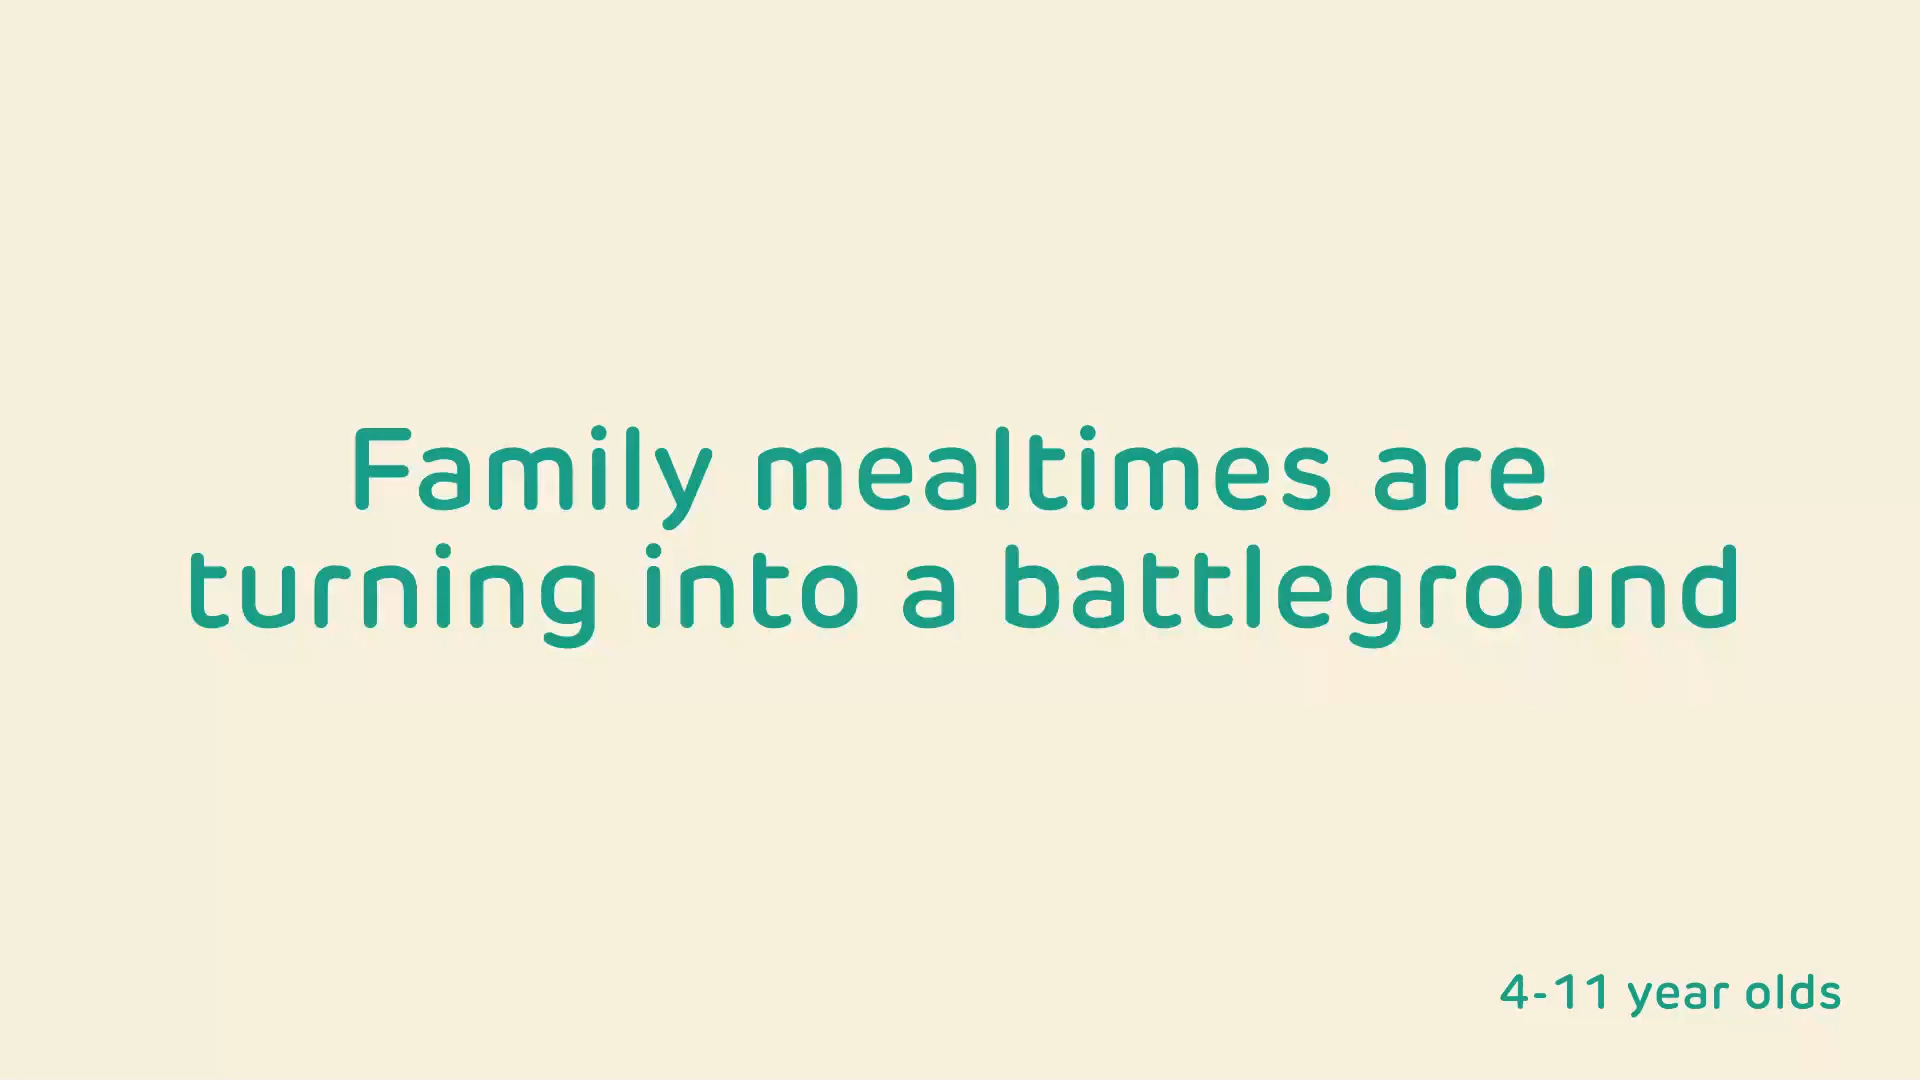 Family mealtimes are
turning into a battleground
4-11 year olds